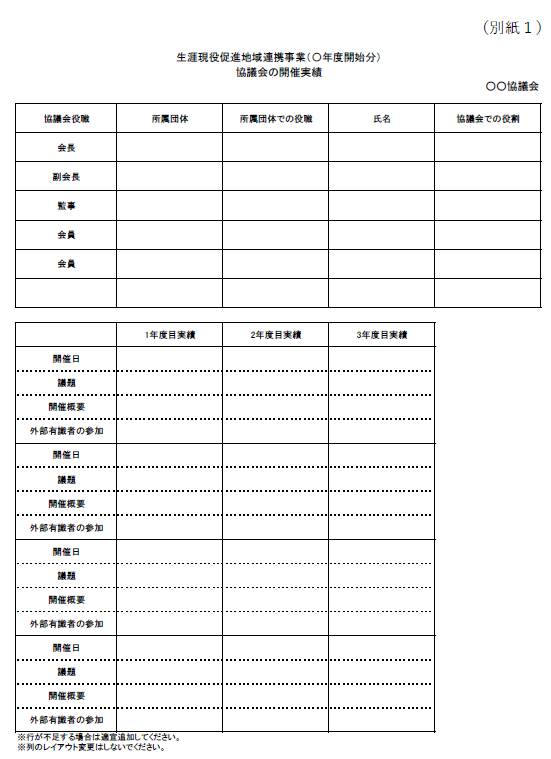 （別紙１）
生涯現役促進地域連携事業（〇年度開始分）
協議会の開催実績
〇〇協議会
協議会役職 所属団体 所属団体での役職 氏名 協議会での役割
会長
副会長
監事
会員
会員
1年度目実績 2年度目実績 3年度目実績
開催日
議題
開催概要
外部有識者の参加
開催日
議題
開催概要
外部有識者の参加
開催日
議題
開催概要
外部有識者の参加
開催日
議題
開催概要
外部有識者の参加
※行が不足する場合は適宜追加してください。
※列のレイアウト変更はしないでください。